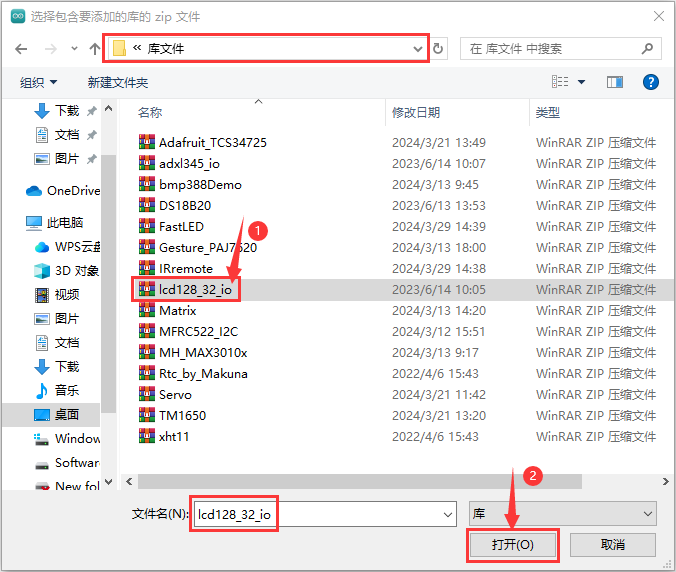 选择包含要添加的库的 zip 文件
« 库文件
在 库文件 中搜索
组织 新建文件夹
名称 修改日期 类型
下载
文档
图片
OneDrive
此电脑
WPS云盘
3D 对象
视频
图片
文档
下载
音乐
桌面
Window
Software
New fol
Adafruit_TCS34725 2024/3/21 13:49 WinRAR ZIP 压缩文件
adxl345_io 2023/6/14 10:07 WinRAR ZIP 压缩文件
bmp388Demo 2024/3/13 9:45 WinRAR ZIP 压缩文件
DS18B20 2023/6/13 13:53 WinRAR ZIP 压缩文件
FastLED 2024/3/29 14:39 WinRAR ZIP 压缩文件
Gesture_PAJ7620 2024/3/13 18:00 WinRAR ZIP 压缩文件
IRremote 2024/3/29 14:38 WinRAR ZIP 压缩文件
lcd128_32_io 2023/6/14 10:05 WinRAR ZIP 压缩文件
Matrix 2024/3/13 14:20 WinRAR ZIP 压缩文件
MFRC522_I2C 2024/3/12 15:51 WinRAR ZIP 压缩文件
MH_MAX3010x 2024/3/13 9:17 WinRAR ZIP 压缩文件
Rtc_by_Makuna 2022/4/6 15:43 WinRAR ZIP 压缩文件
Servo 2024/3/21 11:42 WinRAR ZIP 压缩文件
TM1650 2024/3/21 13:20 WinRAR ZIP 压缩文件
xht11 2022/4/6 15:43 WinRAR ZIP 压缩文件
1
2
文件名(N): lcd128_32_io 库
打开(O) 取消